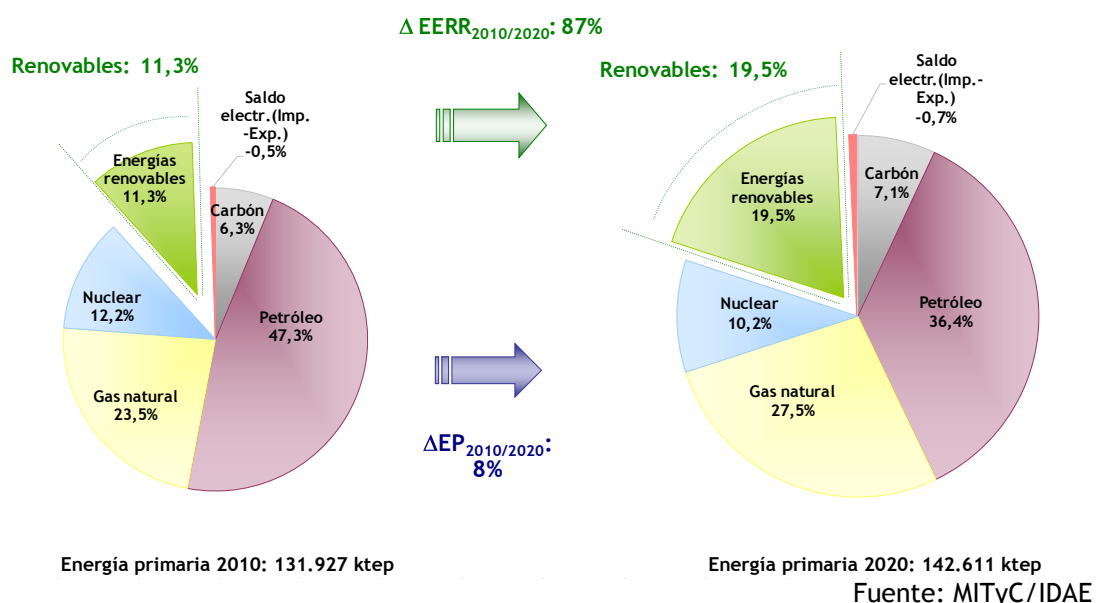 Δ EERR2010/2020: 87%
Renovables: 11,3%
Saldo
electr.(Imp.
-Exp.)
-0,5%
Energías
renovables
11,3%
Carbón
6,3%
Nuclear
12,2%
Petróleo
47,3%
Gas natural
23,5%
Energía primaria 2010: 131.927 ktep
ΔEP2010/2020:
8%
Renovables: 19,5%
Saldo
electr.(Imp.-
Exp.)
-0,7%
Energías
renovables
19,5%
Carbón
7,1%
Nuclear
10,2%
Petróleo
36,4%
Gas natural
27,5%
Energía primaria 2020: 142.611 ktep
Fuente: MITyC/IDAE